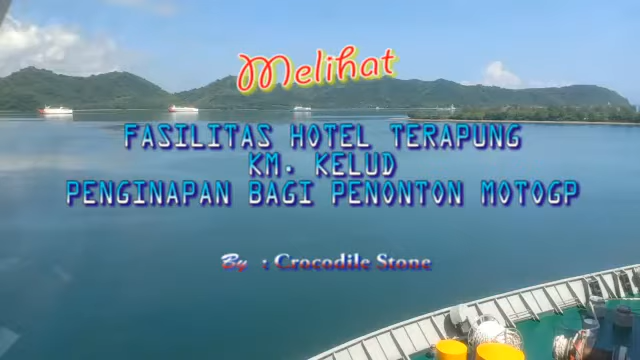 Melihat
FASILITAS HOTEL TERAPUNG
KM. KELUD
PENGINAPAN BAGI PENONTON MOTOGP
By : Crocodile Stone